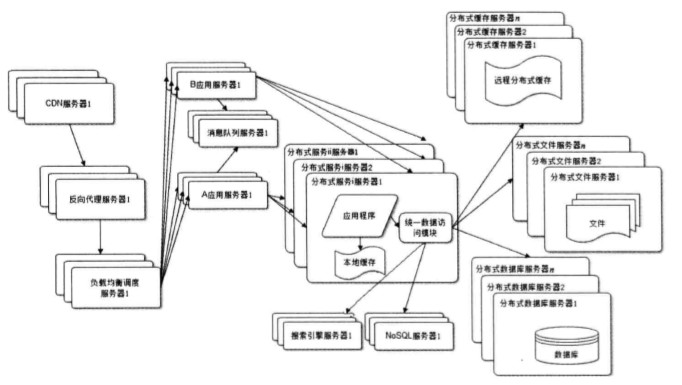 CDN服务器1
反向代理服务器1
负载均衡调度
服务器1
B应用服务器1
消息队列服务器1
A应用服务器1
分布式服务ii服务器1
分布式服务i服务器2
分布式服务i服务器1
应用程序
本地缓存
统一数据访
问模块
搜索引擎服务器1
NoSQL服务器1
分布式缓存服务器n
分布式缓存服务器2
分布式缓存服务器1
远程分布式缓存
分布式文件服务器n
分布式文件服务器2
分布式文件服务器1
文件
分布式数据库服务器n
分布式数据库服务器2
分布式数据库服务器1
数据库